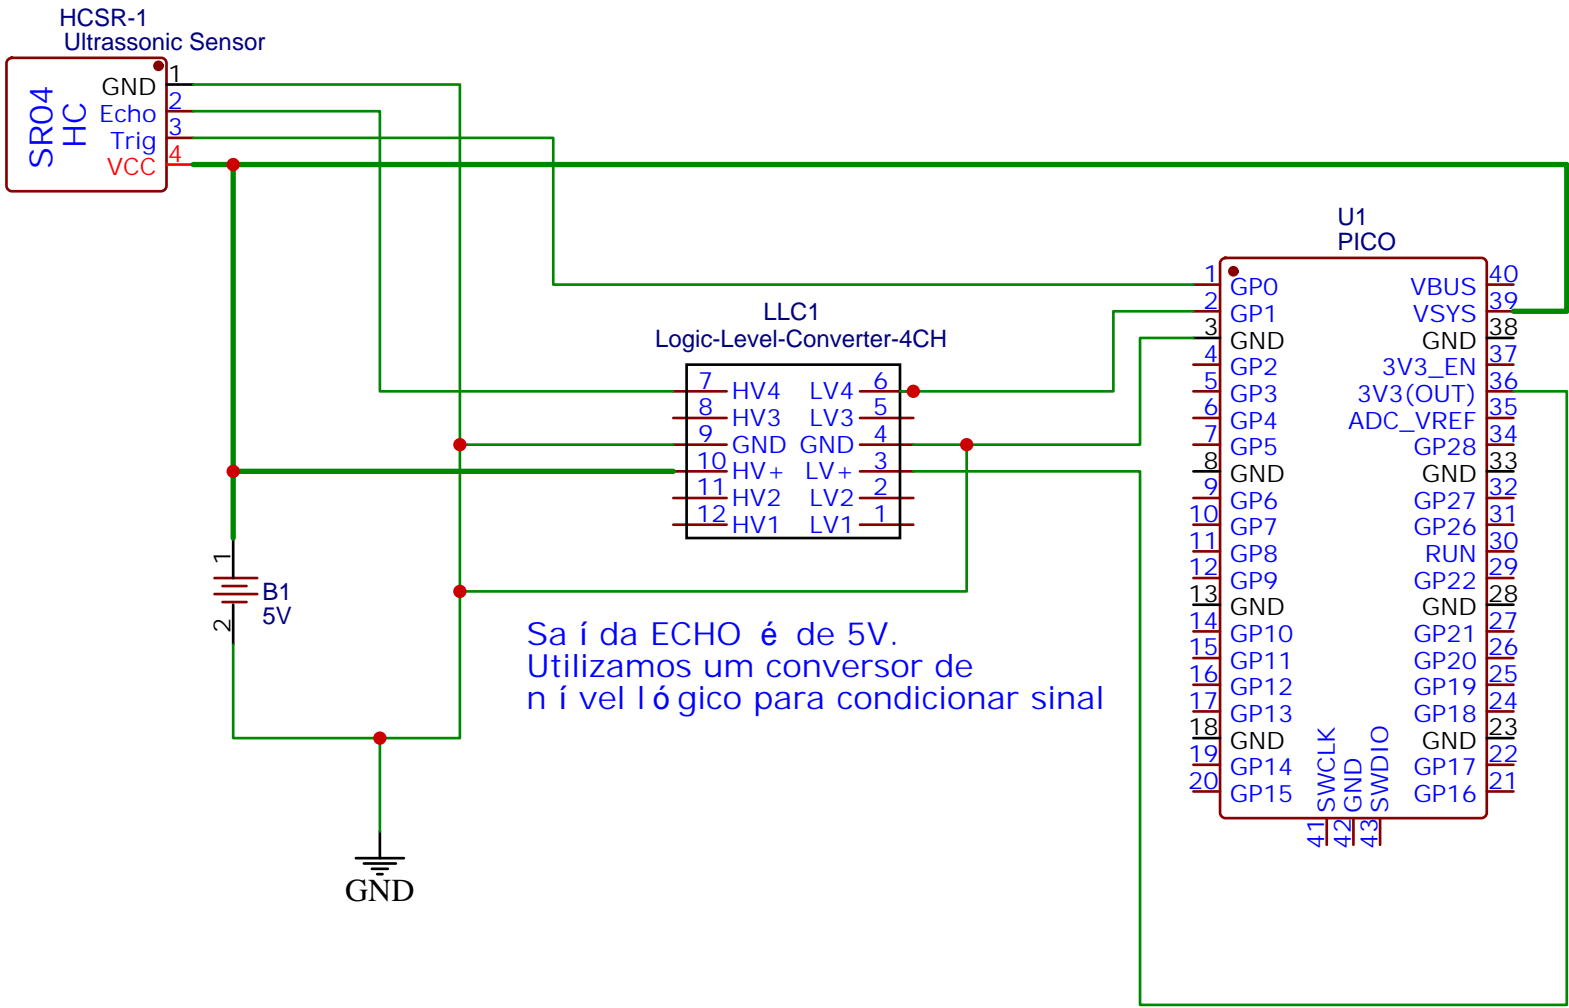 HCSR-1
Ultrassonic Sensor
SR04
HC
GND 1
Echo 2
Trig 3
VCC 4
U1
PICO
LLC1
Logic-Level-Converter-4CH
7 HV4 LV4 6
8 HV3 LV3 5
9 GND GND 4
10 HV+ LV+ 3
11 HV2 LV2 2
12 HV1 LV1 1
1 GP0 VBUS 40
2 GP1 VSYS 39
3 GND GND 38
4 GP2 3V3_EN 37
5 GP3 3V3(OUT) 36
6 GP4 ADC_VREF 35
7 GP5 GP28 34
8 GND GND 33
9 GP6 GP27 32
10 GP7 GP26 31
11 GP8 RUN 30
12 GP9 GP22 29
13 GND GND 28
14 GP10 GP21 27
15 GP11 GP20 26
16 GP12 GP19 25
17 GP13 GP18 24
18 GND GND 23
19 GP14 GP17 22
20 GP15 GP16 21
SWCLK 41
GND 42
SWDIO 43
1
B1
5V
2
Saída ECHO é de 5V.
Utilizamos um conversor de
nível lógico para condicionar sinal
GND